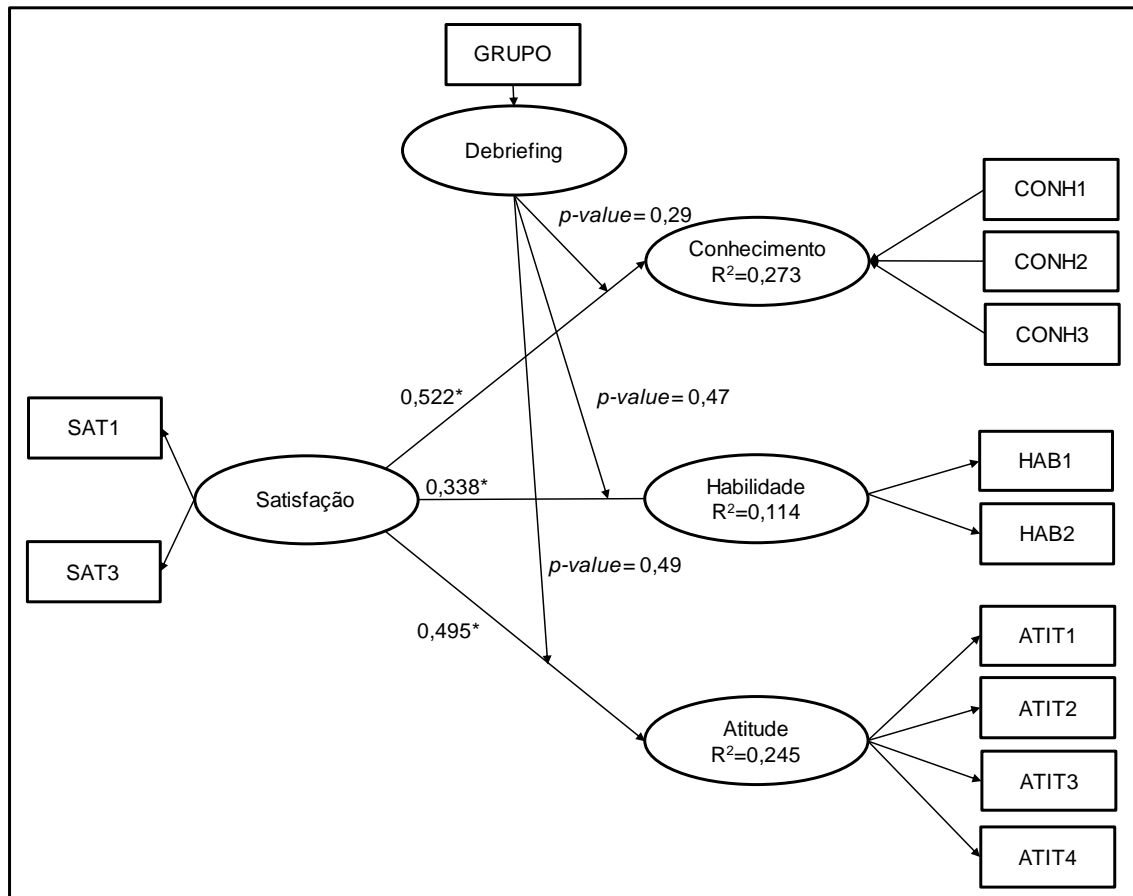 GRUPO
Debriefing
p-value= 0,29
Conhecimento
R²=0,273
CONH1
CONH2
CONH3
0,522*
p-value= 0,47
SAT1
SAT3
Satisfação
0,338*
Habilidade
R²=0,114
HAB1
HAB2
p-value= 0,49
0,495*
Atitude
R²=0,245
ATIT1
ATIT2
ATIT3
ATIT4